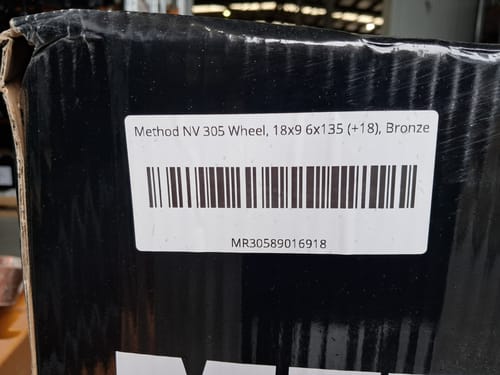 Method NV 305 Wheel, 18x9 6x135 (+18), Bronze
MR30589016918